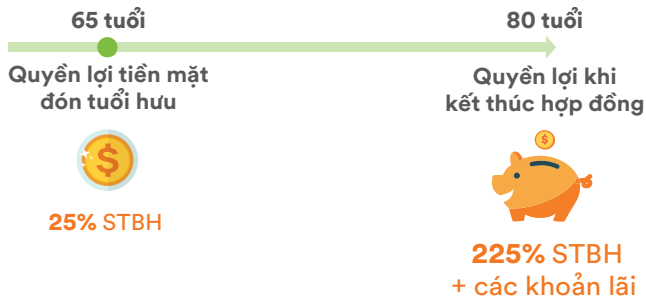 65 tuổi
80 tuổi
Quyền lợi tiền mặt
đón tuổi hưu
Quyền lợi khi
kết thúc hợp đồng
$
$
25% STBH
225% STBH
+ các khoản lãi